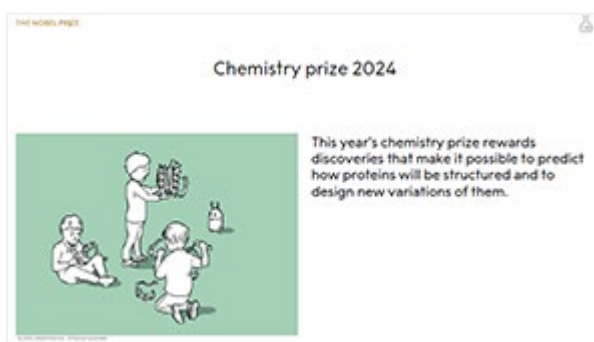 THE NOBEL PRIZE
Chemistry prize 2024
This year's chemistry prize rewards
discoveries that make it possible to predict
how proteins will be structured and to
design new variations of them.